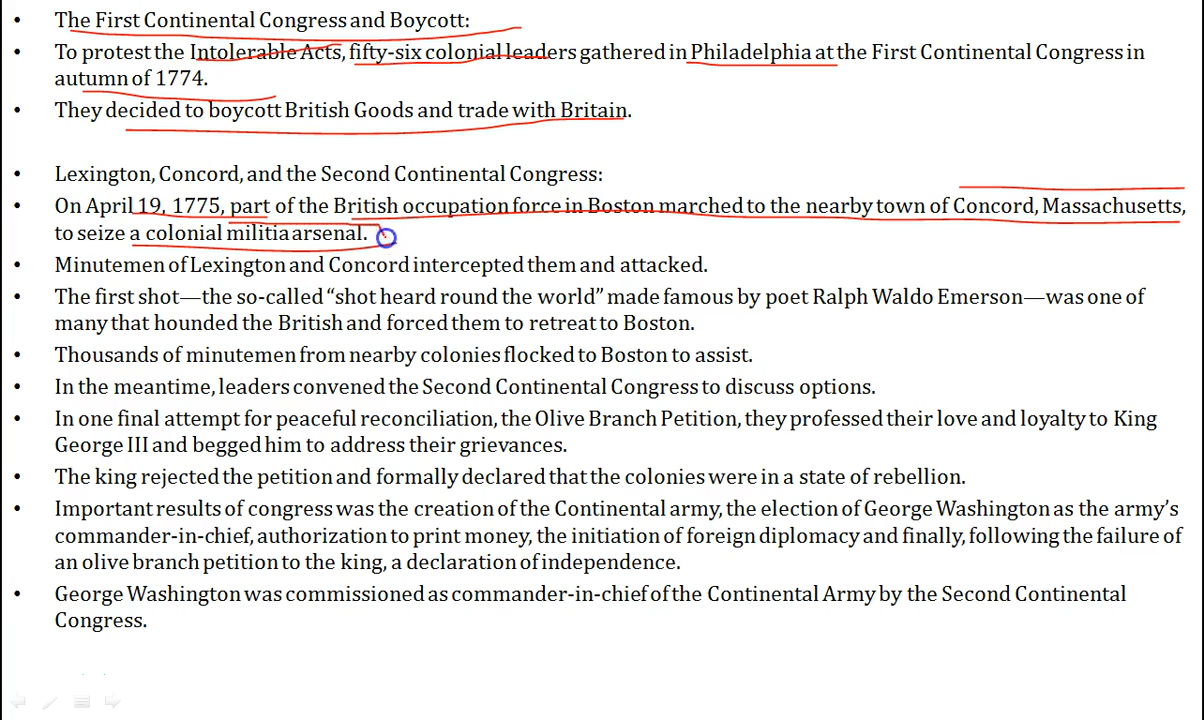 • The First Continental Congress and Boycott:
• To protest the Intolerable Acts, fifty-six colonial leaders gathered in Philadelphia at the First Continental Congress in
autumn of 1774.
• They decided to boycott British Goods and trade with Britain.
• Lexington, Concord, and the Second Continental Congress:
• On April 19, 1775, part of the British occupation force in Boston marched to the nearby town of Concord, Massachusetts,
to seize a colonial militia arsenal.
• Minutemen of Lexington and Concord intercepted them and attacked.
• The first shot—the so-called “shot heard round the world” made famous by poet Ralph Waldo Emerson—was one of
many that hounded the British and forced them to retreat to Boston.
• Thousands of minutemen from nearby colonies flocked to Boston to assist.
• In the meantime, leaders convened the Second Continental Congress to discuss options.
• In one final attempt for peaceful reconciliation, the Olive Branch Petition, they professed their love and loyalty to King
George III and begged him to address their grievances.
• The king rejected the petition and formally declared that the colonies were in a state of rebellion.
• Important results of congress was the creation of the Continental army, the election of George Washington as the army’s
commander-in-chief, authorization to print money, the initiation of foreign diplomacy and finally, following the failure of
an olive branch petition to the king, a declaration of independence.
• George Washington was commissioned as commander-in-chief of the Continental Army by the Second Continental
Congress.